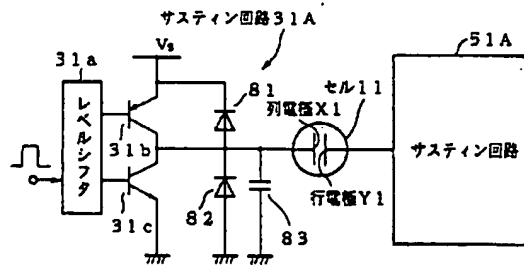 サスティン回路31A
Vs
51A
31a
81
セル11
列電極X1
レベルシフタ
31b
サスティン回路
31c
行電極Y1
82
83